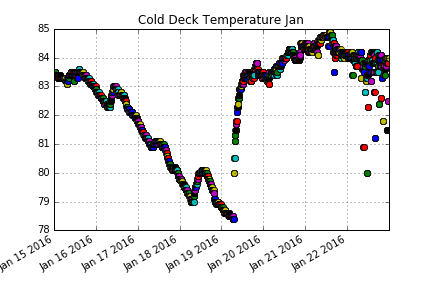 Cold Deck Temperature Jan
85
84
83
82
81
80
79
78
Jan 15 2016
Jan 16 2016
Jan 17 2016
Jan 18 2016
Jan 19 2016
Jan 20 2016
Jan 21 2016
Jan 22 2016